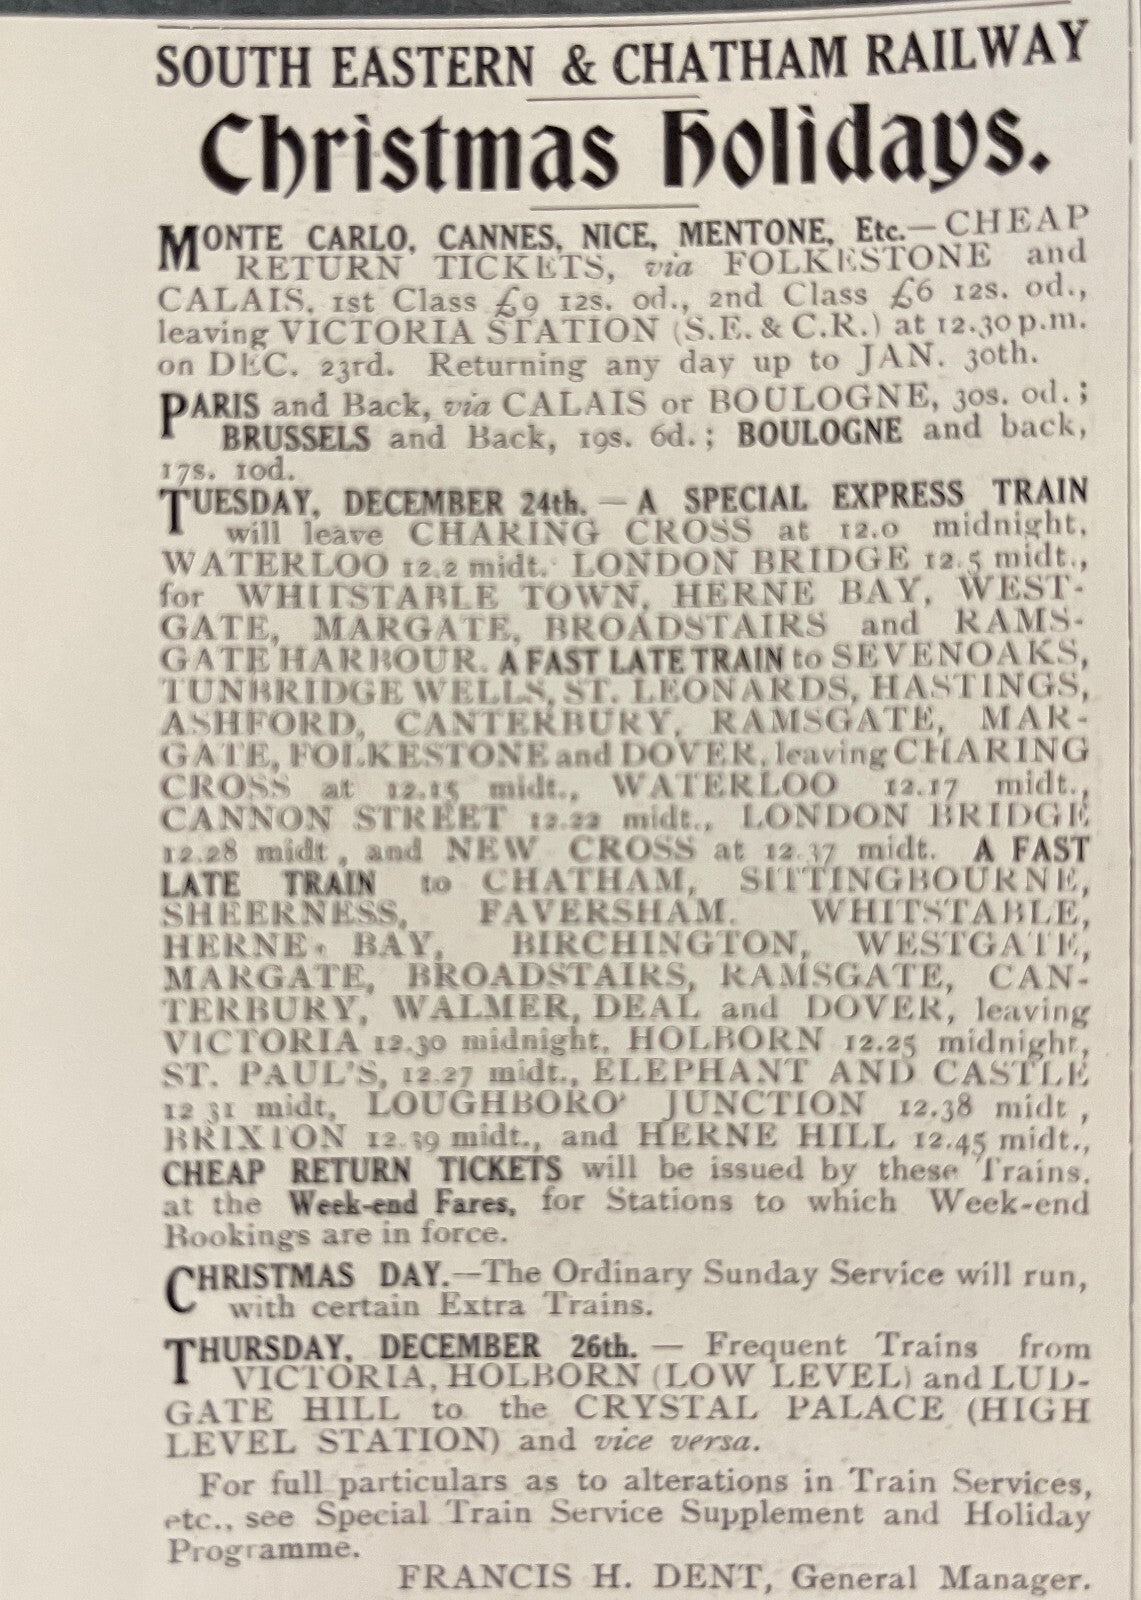 SOUTH EASTERN & CHATHAM RAILWAY
Christmas Holidays.
MONTE CARLO, CANNES, NICE, MENTONE, Etc.—CHEAP
RETURN TICKETS, via FOLKESTONE and
CALAIS, 1st Class £9 12s. od., 2nd Class £6 12s. od.,
leaving VICTORIA STATION (S.E. & C.R.) at 12.30 p.m.
on DEC. 23rd. Returning any day up to JAN. 30th.
PARIS and Back, via CALAIS or BOULOGNE, 30s. od.;
BRUSSELS and Back, 19s. 6d.; BOULOGNE and back,
17s. 10d.
TUESDAY, DECEMBER 24th.—A SPECIAL EXPRESS TRAIN
will leave CHARING CROSS at 12.0 midnight,
WATERLOO 12.2 midt. LONDON BRIDGE 12.5 midt.,
for WHITSTABLE TOWN, HERNE BAY, WEST-
GATE, MARGATE, BROADSTAIRS and RAMS-
GATE HARBOUR. A FAST LATE TRAIN to SEVENOAKS,
TUNBRIDGE WELLS, ST. LEONARDS, HASTINGS,
ASHFORD, CANTERBURY, RAMSGATE, MAR-
GATE, FOLKESTONE and DOVER, leaving CHARING
CROSS at 12.15 midt., WATERLOO 12.17 midt.,
CANNON STREET 12.22 midt., LONDON BRIDGE
12.28 midt, and NEW CROSS at 12.37 midt. A FAST
LATE TRAIN to CHATHAM, SITTINGBOURNE,
SHEERNESS, FAVERSHAM. WHITSTABLE,
HERNE BAY, BIRCHINGTON, WESTGATE,
MARGATE, BROADSTAIRS, RAMSGATE, CAN-
TERBURY, WALMER, DEAL and DOVER, leaving
VICTORIA 12.30 midnight, HOLBORN 12.25 midnight,
ST. PAUL'S, 12.27 midt., ELEPHANT AND CASTLE
12 31 midt, LOUGHBORO' JUNCTION 12.38 midt,
BRIXTON 12.39 midt., and HERNE HILL 12.45 midt.,
CHEAP RETURN TICKETS will be issued by these Trains,
at the Week-end Fares, for Stations to which Week-end
Bookings are in force.
CHRISTMAS DAY.—The Ordinary Sunday Service will run,
with certain Extra Trains.
THURSDAY, DECEMBER 26th. — Frequent Trains from
VICTORIA, HOLBORN (LOW LEVEL) and LUD-
GATE HILL to the CRYSTAL PALACE (HIGH
LEVEL STATION) and vice versa.
For full particulars as to alterations in Train Services,
etc., see Special Train Service Supplement and Holiday
Programme.
FRANCIS H. DENT, General Manager.